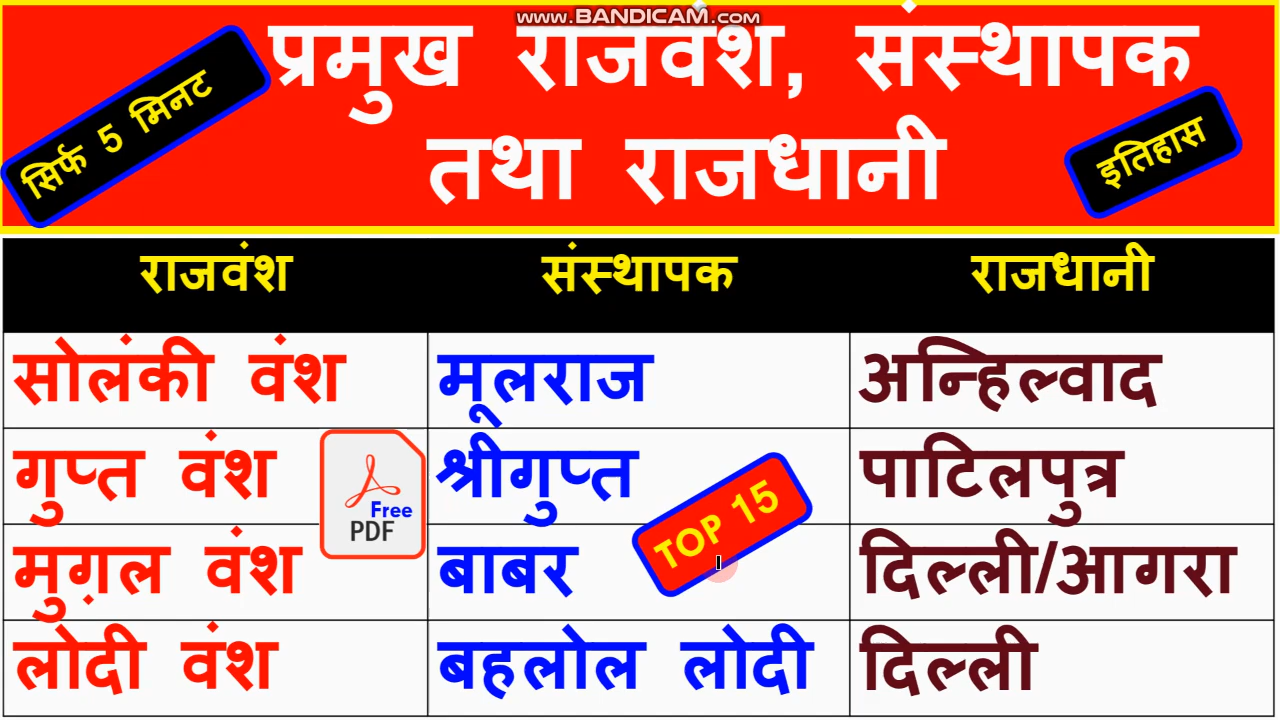 www.BANDICAM.com
प्रमुख राजवंश, संस्थापक
तथा राजधानी
सिर्फ 5 मिनट
इतिहास
राजवंश संस्थापक राजधानी
सोलंकी वंश मूलराज अन्हिल्वाद
गुप्त वंश श्रीगुप्त पाटिलपुत्र
Free
PDF
TOP 15
मुग़ल वंश बाबर दिल्ली/आगरा
लोदी वंश बहलोल लोदी दिल्ली